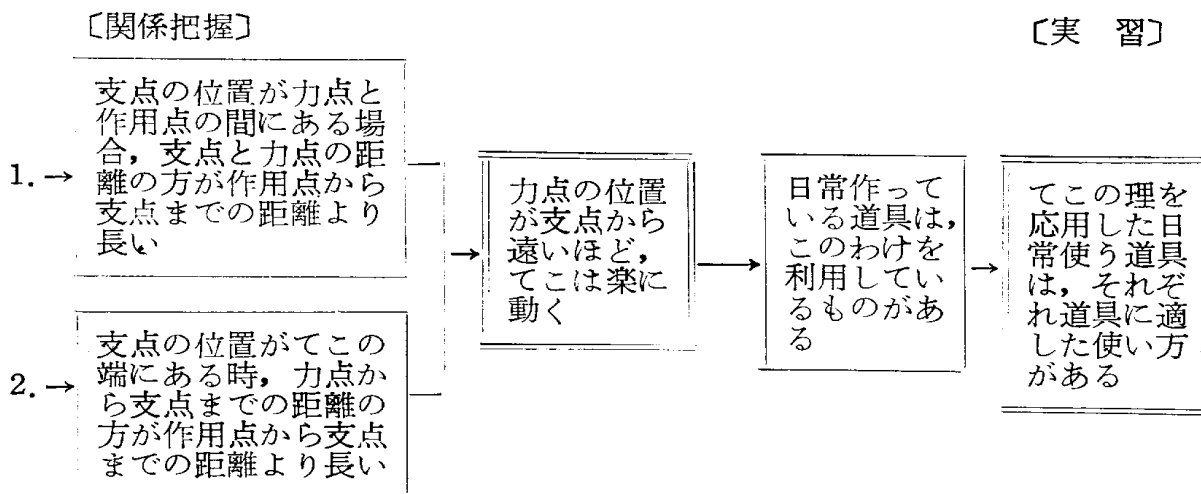 〔関係把握〕
〔実　習〕
1.→
支点の位置が力点と
作用点の間にある場
合，支点と力点の距
離の方が作用点から
支点までの距離より
長い
2.→
支点の位置がてこの
端にある時，力点か
ら支点までの距離の
方が作用点から支点
までの距離より長い
力点の位置
が支点から
遠いほど，
てこは楽に
動く
日常作って
いる道具は，
このわけを
利用してい
るものがあ
る
てこの理を
応用した日
常使う道具
は，それぞ
れ道具に適
した使い方
がある